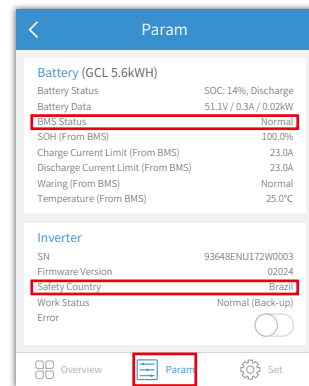 Param
Battery (GCL 5.6kWH)
Battery Status SOC: 14%, Discharge
Battery Data 51.1V / 0.3A / 0.02kW
BMS Status Normal
SOH (From BMS) 100.0%
Charge Current Limit (From BMS) 23.0A
Discharge Current Limit (From BMS) 23.0A
Waring (From BMS) Normal
Temperature (From BMS) 25.0°C
Inverter
SN 93648ENU172W0003
Firmware Version 02024
Safety Country Brazil
Work Status Normal (Back-up)
Error
Overview Param Set